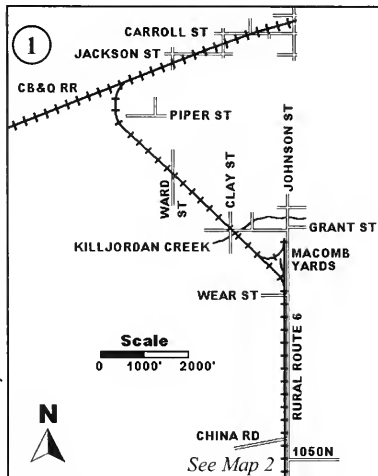 1
CARROLL ST
JACKSON ST
CB&Q RR
PIPER ST
WARD ST
CLAY ST
JOHNSON ST
GRANT ST
KILLJORDAN CREEK
MACOMB
YARDS
WEAR ST
RURAL ROUTE 6
Scale
0 1000' 2000'
N
CHINA RD
1050N
See Map 2